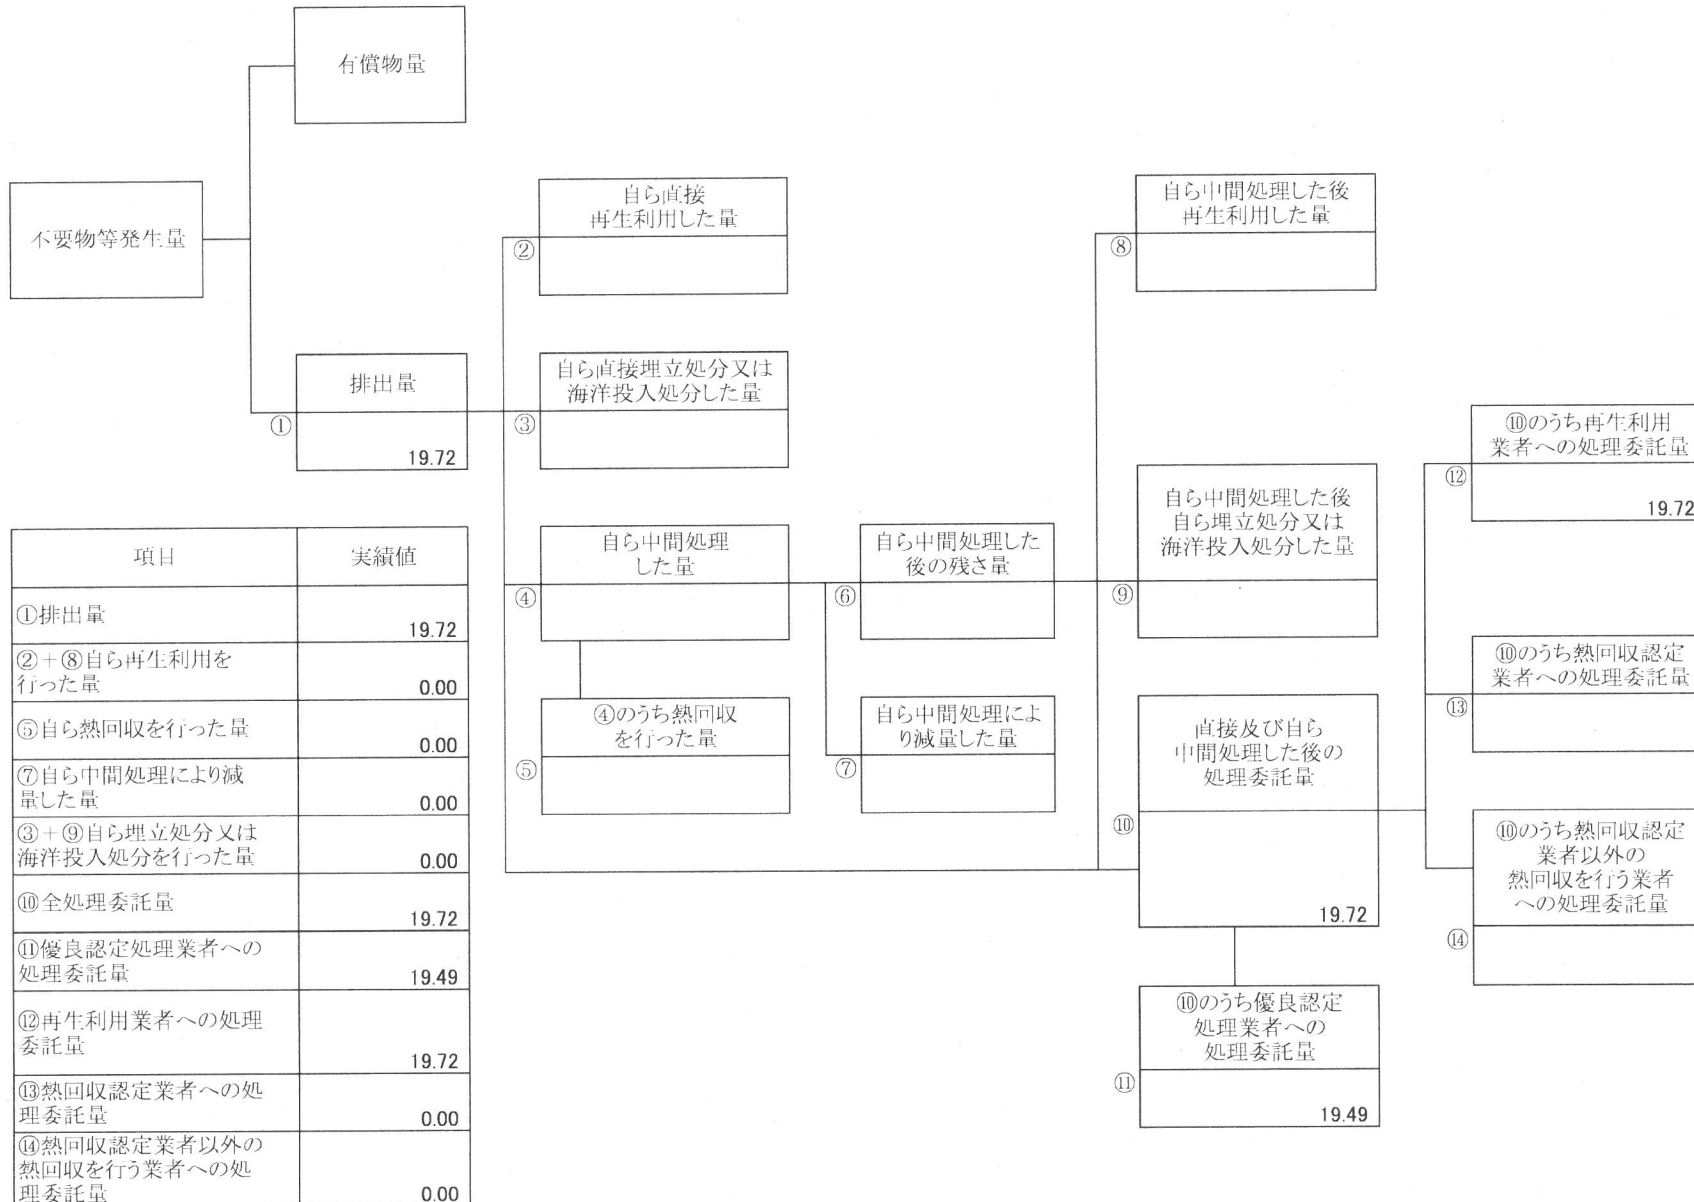 有償物量
不要物等発生量
排出量
①
19.72
自ら直接
再生利用した量
②
自ら直接埋立処分又は
海洋投入処分した量
③
自ら中間処理
した量
④
④のうち熱回収
を行った量
⑤
自ら中間処理した
後の残さ量
⑥
自ら中間処理によ
り減量した量
⑦
自ら中間処理した後
再生利用した量
⑧
自ら中間処理した後
自ら埋立処分又は
海洋投入処分した量
⑨
直接及び自ら
中間処理した後の
処理委託量
⑩
19.72
⑩のうち優良認定
処理業者への
処理委託量
⑪
19.49
⑩のうち再生利用
業者への処理委託量
⑫
19.72
⑩のうち熱回収認定
業者への処理委託量
⑬
⑩のうち熱回収認定
業者以外の
熱回収を行う業者
への処理委託量
⑭
項目 実績値
①排出量
19.72
②＋⑧自ら再生利用を
行った量 0.00
⑤自ら熱回収を行った量
0.00
⑦自ら中間処理により減
量した量 0.00
③＋⑨自ら埋立処分又は
海洋投入処分を行った量 0.00
⑩全処理委託量
19.72
⑪優良認定処理業者への
処理委託量 19.49
⑫再生利用業者への処理
委託量
19.72
⑬熱回収認定業者への処
理委託量 0.00
⑭熱回収認定業者以外の
熱回収を行う業者への処
理委託量 0.00